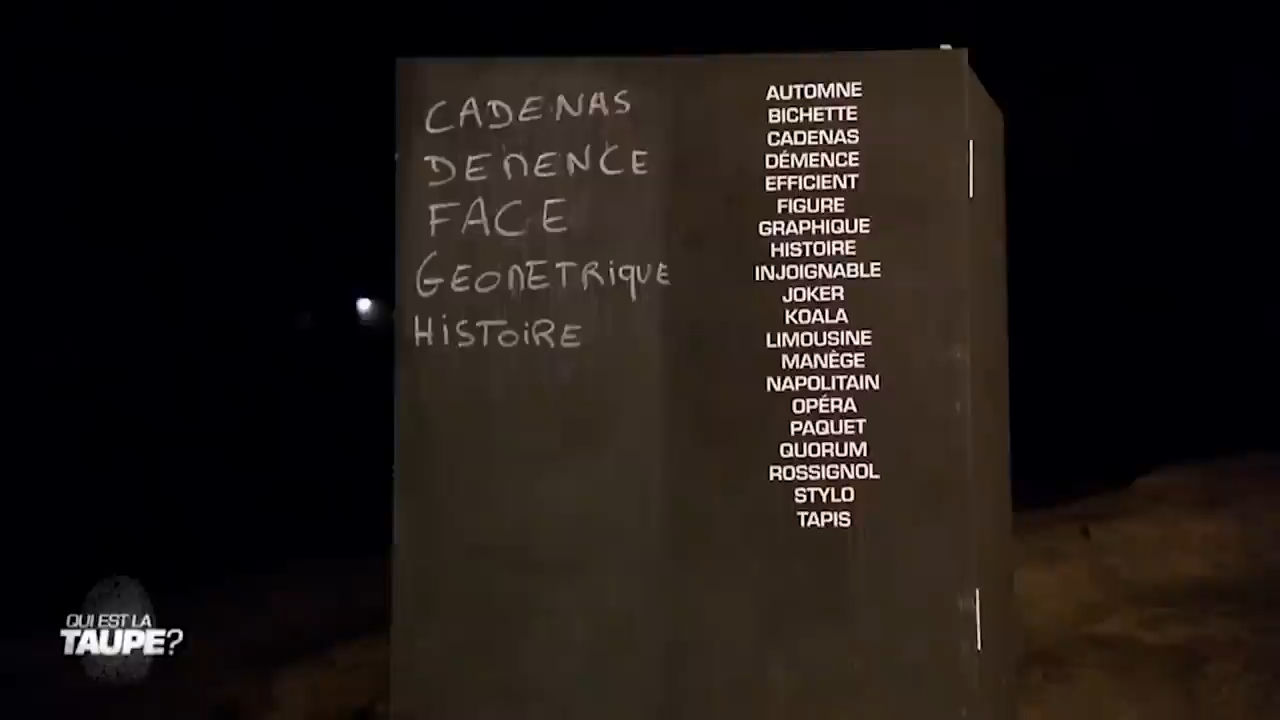 CADENAS
DEMENCE
FACE
GEOMETRIQUE
HISTOIRE
AUTOMNE
BICHETTE
CADENAS
DÉMENCE
EFFICIENT
FIGURE
GRAPHIQUE
HISTOIRE
INJOIGNABLE
JOKER
KOALA
LIMOUSINE
MANÈGE
NAPOLITAIN
OPÉRA
PAQUET
QUORUM
ROSSIGNOL
STYLO
TAPIS
QUI EST LA
TAUPE?